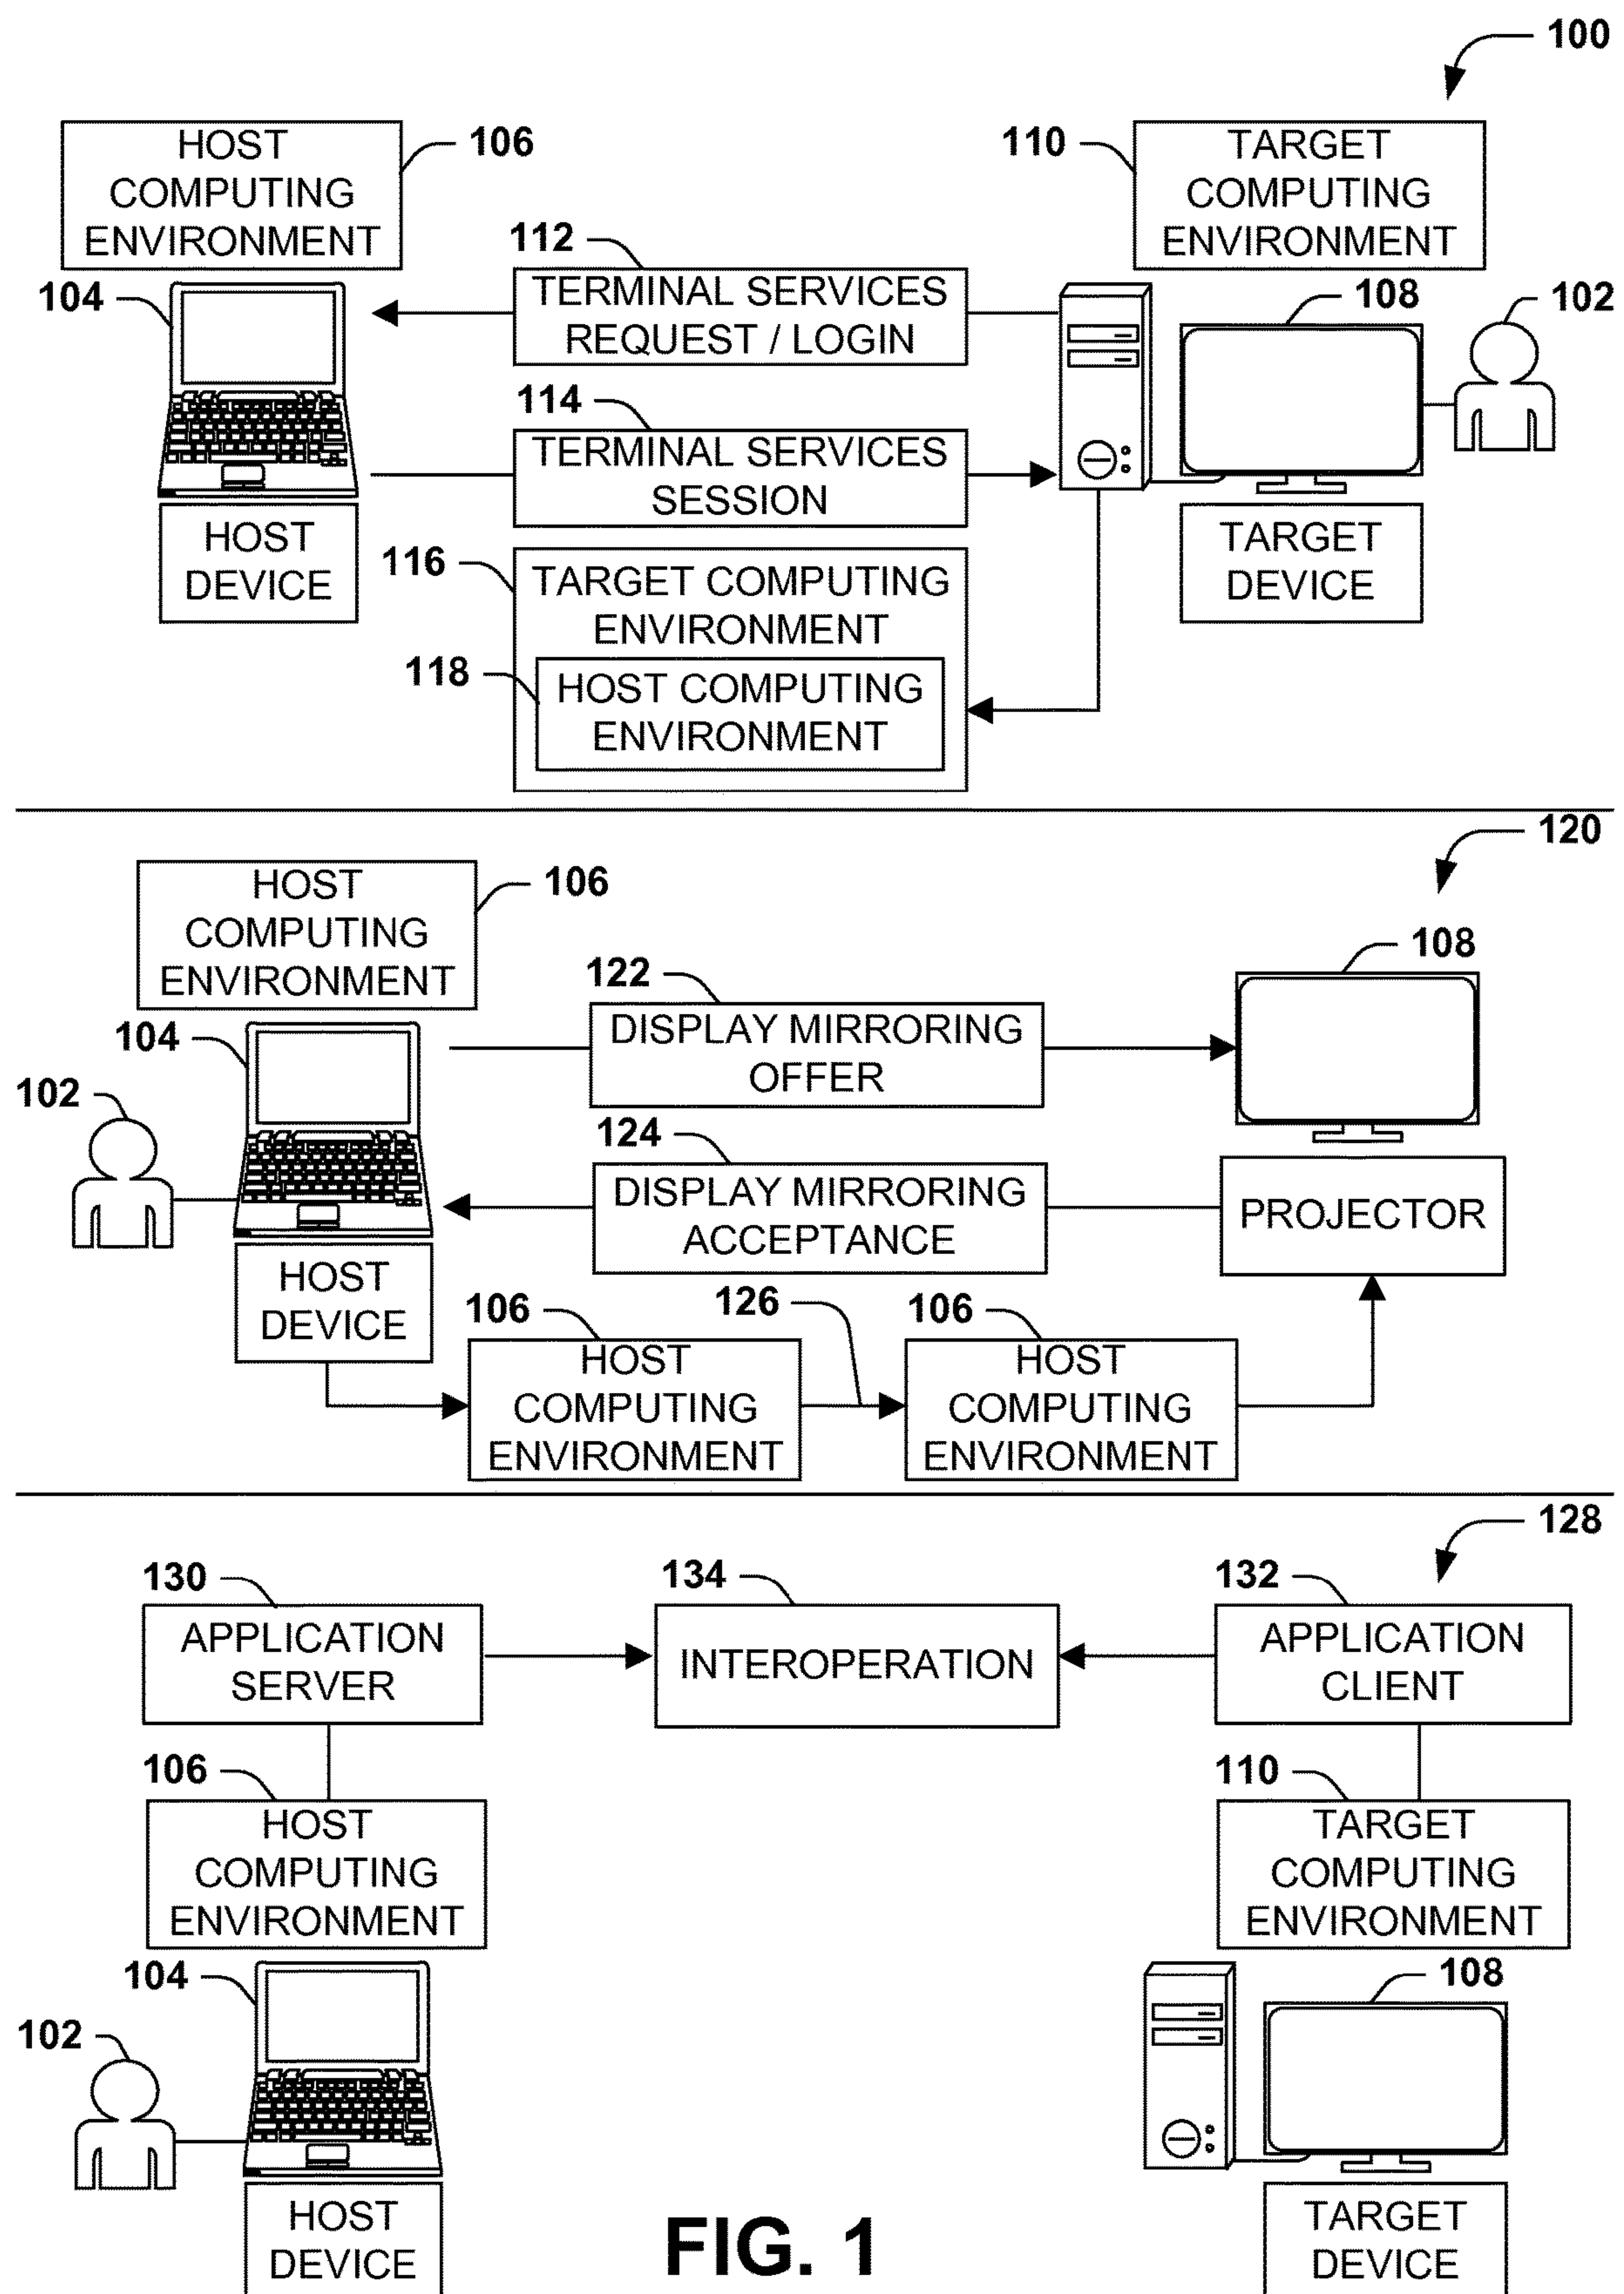 100
HOST
COMPUTING
ENVIRONMENT
106
110
TARGET
COMPUTING
ENVIRONMENT
112
104
TERMINAL SERVICES
REQUEST / LOGIN
108
102
114
TERMINAL SERVICES
SESSION
HOST
DEVICE
TARGET
DEVICE
116
TARGET COMPUTING
ENVIRONMENT
118
HOST COMPUTING
ENVIRONMENT
120
HOST
COMPUTING
ENVIRONMENT
106
108
122
DISPLAY MIRRORING
OFFER
104
102
124
DISPLAY MIRRORING
ACCEPTANCE
PROJECTOR
HOST
DEVICE
106
126
106
HOST
COMPUTING
ENVIRONMENT
HOST
COMPUTING
ENVIRONMENT
128
130
134
132
APPLICATION
SERVER
INTEROPERATION
APPLICATION
CLIENT
106
110
HOST
COMPUTING
ENVIRONMENT
TARGET
COMPUTING
ENVIRONMENT
104
108
102
HOST
DEVICE
TARGET
DEVICE
FIG. 1